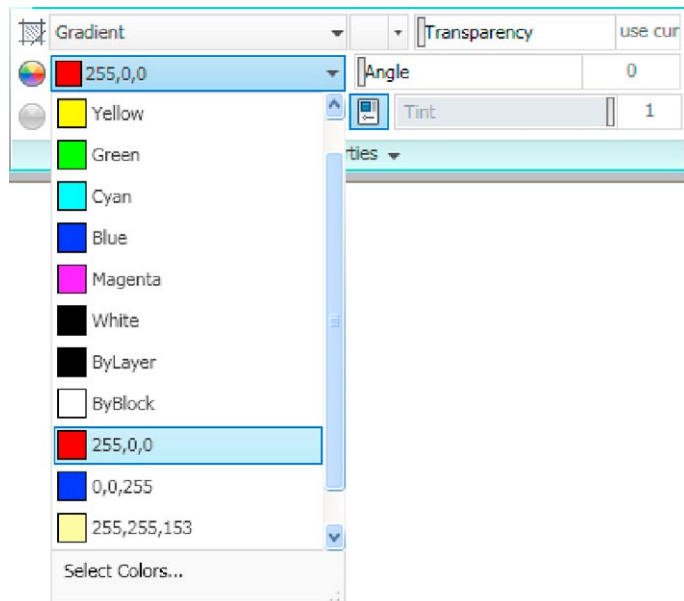 Gradient
Transparency
use cur
255,0,0
Angle
0
Yellow
Tint
1
Green
rties
Cyan
Blue
Magenta
White
ByLayer
ByBlock
255,0,0
0,0,255
255,255,153
Select Colors...